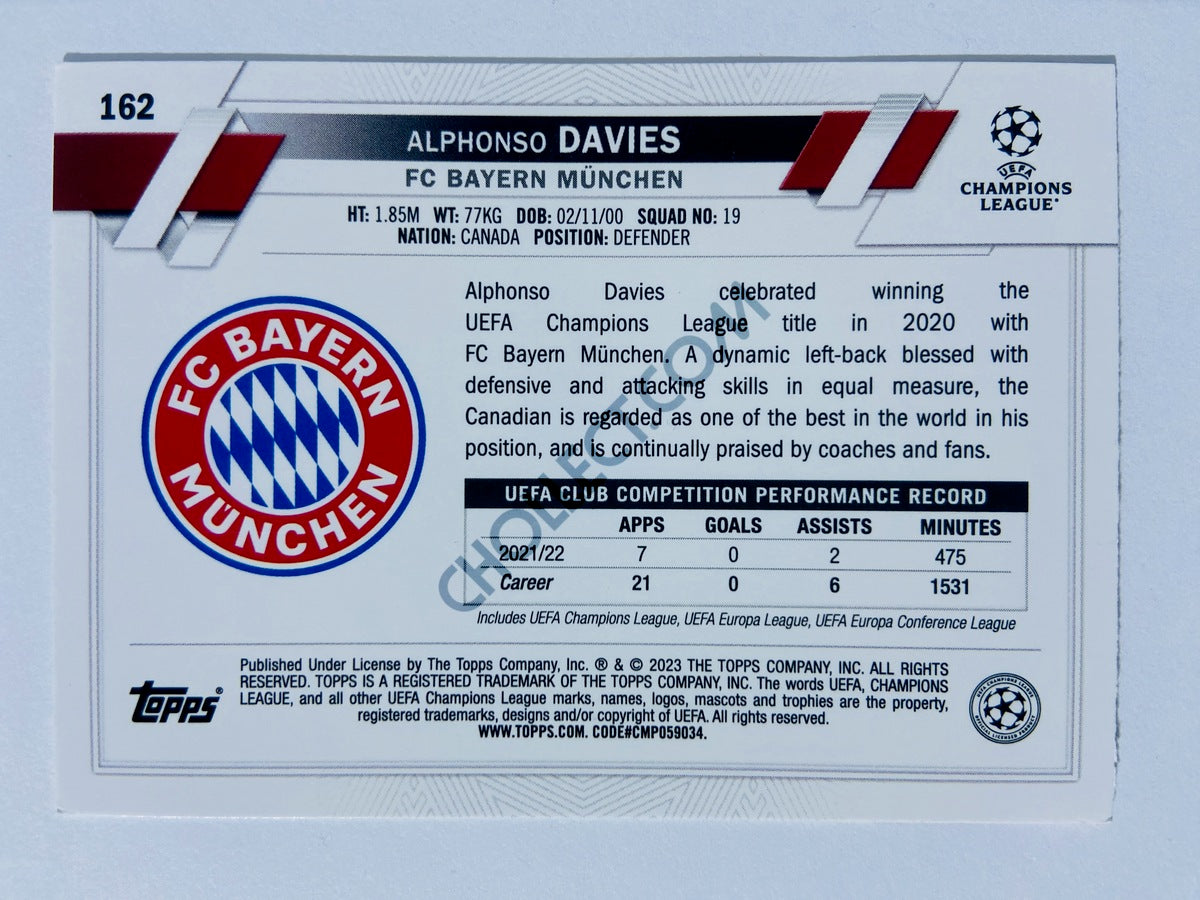 162
ALPHONSO DAVIES
FC BAYERN MÜNCHEN
HT: 1.85M WT: 77KG DOB: 02/11/00 SQUAD NO: 19
NATION: CANADA POSITION: DEFENDER
UEFA
CHAMPIONS
LEAGUE®
FC BAYERN
MÜNCHEN
Alphonso Davies celebrated winning the
UEFA Champions League title in 2020 with
FC Bayern München. A dynamic left-back blessed with
defensive and attacking skills in equal measure, the
Canadian is regarded as one of the best in the world in his
position, and is continually praised by coaches and fans.
CHOLLECT.COM
UEFA CLUB COMPETITION PERFORMANCE RECORD
APPS GOALS ASSISTS MINUTES
2021/22 7 0 2 475
Career 21 0 6 1531
Includes UEFA Champions League, UEFA Europa League, UEFA Europa Conference League
topps®
Published Under License by The Topps Company, Inc. ® & © 2023 THE TOPPS COMPANY, INC. ALL RIGHTS
RESERVED. TOPPS IS A REGISTERED TRADEMARK OF THE TOPPS COMPANY, INC. The words UEFA, CHAMPIONS
LEAGUE, and all other UEFA Champions League marks, names, logos, mascots and trophies are the property,
registered trademarks, designs and/or copyright of UEFA. All rights reserved.
WWW.TOPPS.COM. CODE#CMP059034.
UEFA CHAMPIONS LEAGUE
OFFICIAL LICENSED PRODUCT